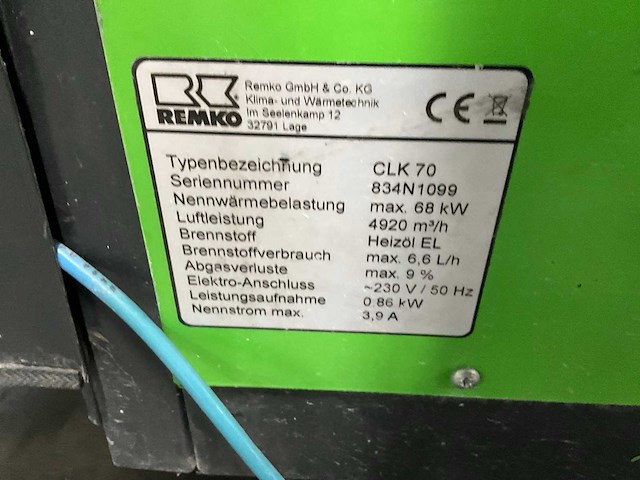 REMKO
Remko GmbH & Co. KG
Klima- und Wärmetechnik
Im Seelenkamp 12
32791 Lage
CE
Typenbezeichnung CLK 70
Seriennummer 834N1099
Nennwärmebelastung max. 68 kW
Luftleistung 4920 m³/h
Brennstoff Heizöl EL
Brennstoffverbrauch max. 6,6 L/h
Abgasverluste max. 9 %
Elektro-Anschluss ~230 V / 50 Hz
Leistungsaufnahme 0,86 kW
Nennstrom max. 3,9 A